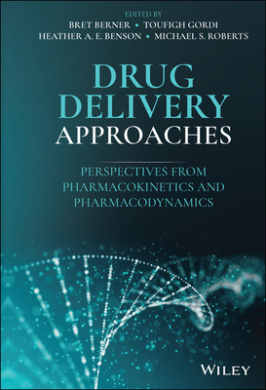 EDITED BY
BRET BERNER • TOUFIGH GORDI
HEATHER A. E. BENSON • MICHAEL S. ROBERTS
DRUG
DELIVERY
APPROACHES
PERSPECTIVES FROM
PHARMACOKINETICS AND
PHARMACODYNAMICS
WILEY